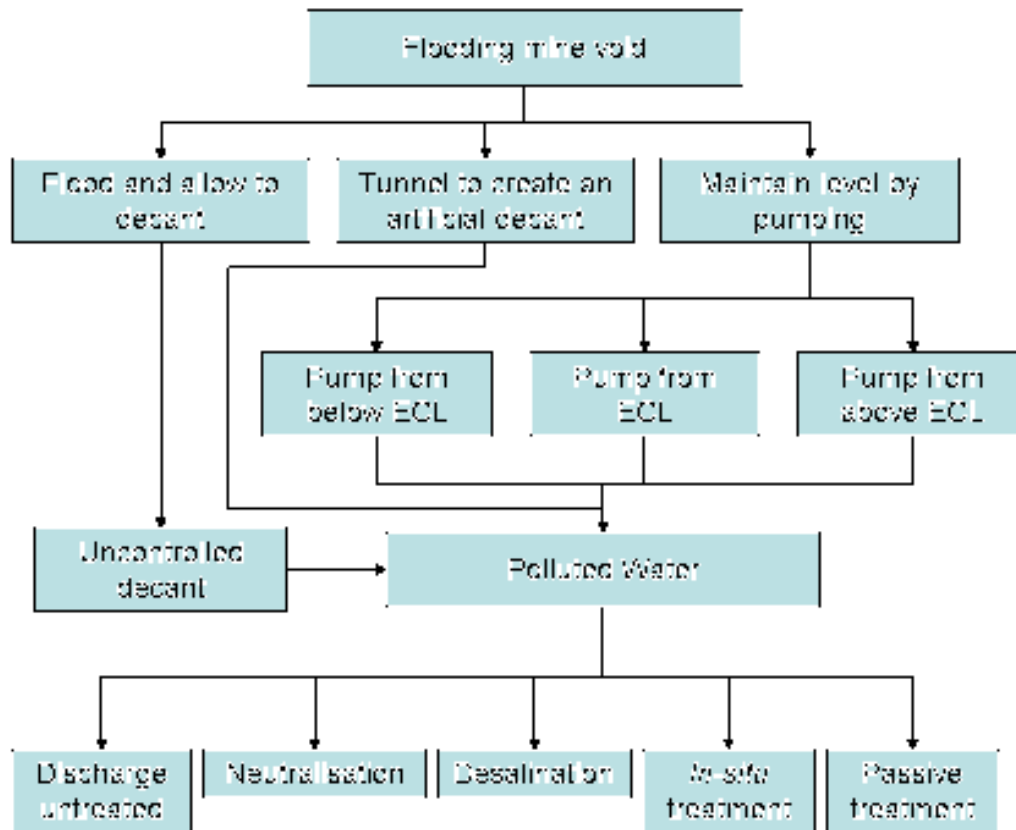 Flooding mine void
Flood and allow to
decant
Tunnel to create an
artificial decant
Maintain level by
pumping
Pump from
below ECL
Pump from
ECL
Pump from
above ECL
Uncontrolled
decant
Polluted Water
Discharge
untreated
Neutralisation
Desalination
In-situ
treatment
Passive
treatment